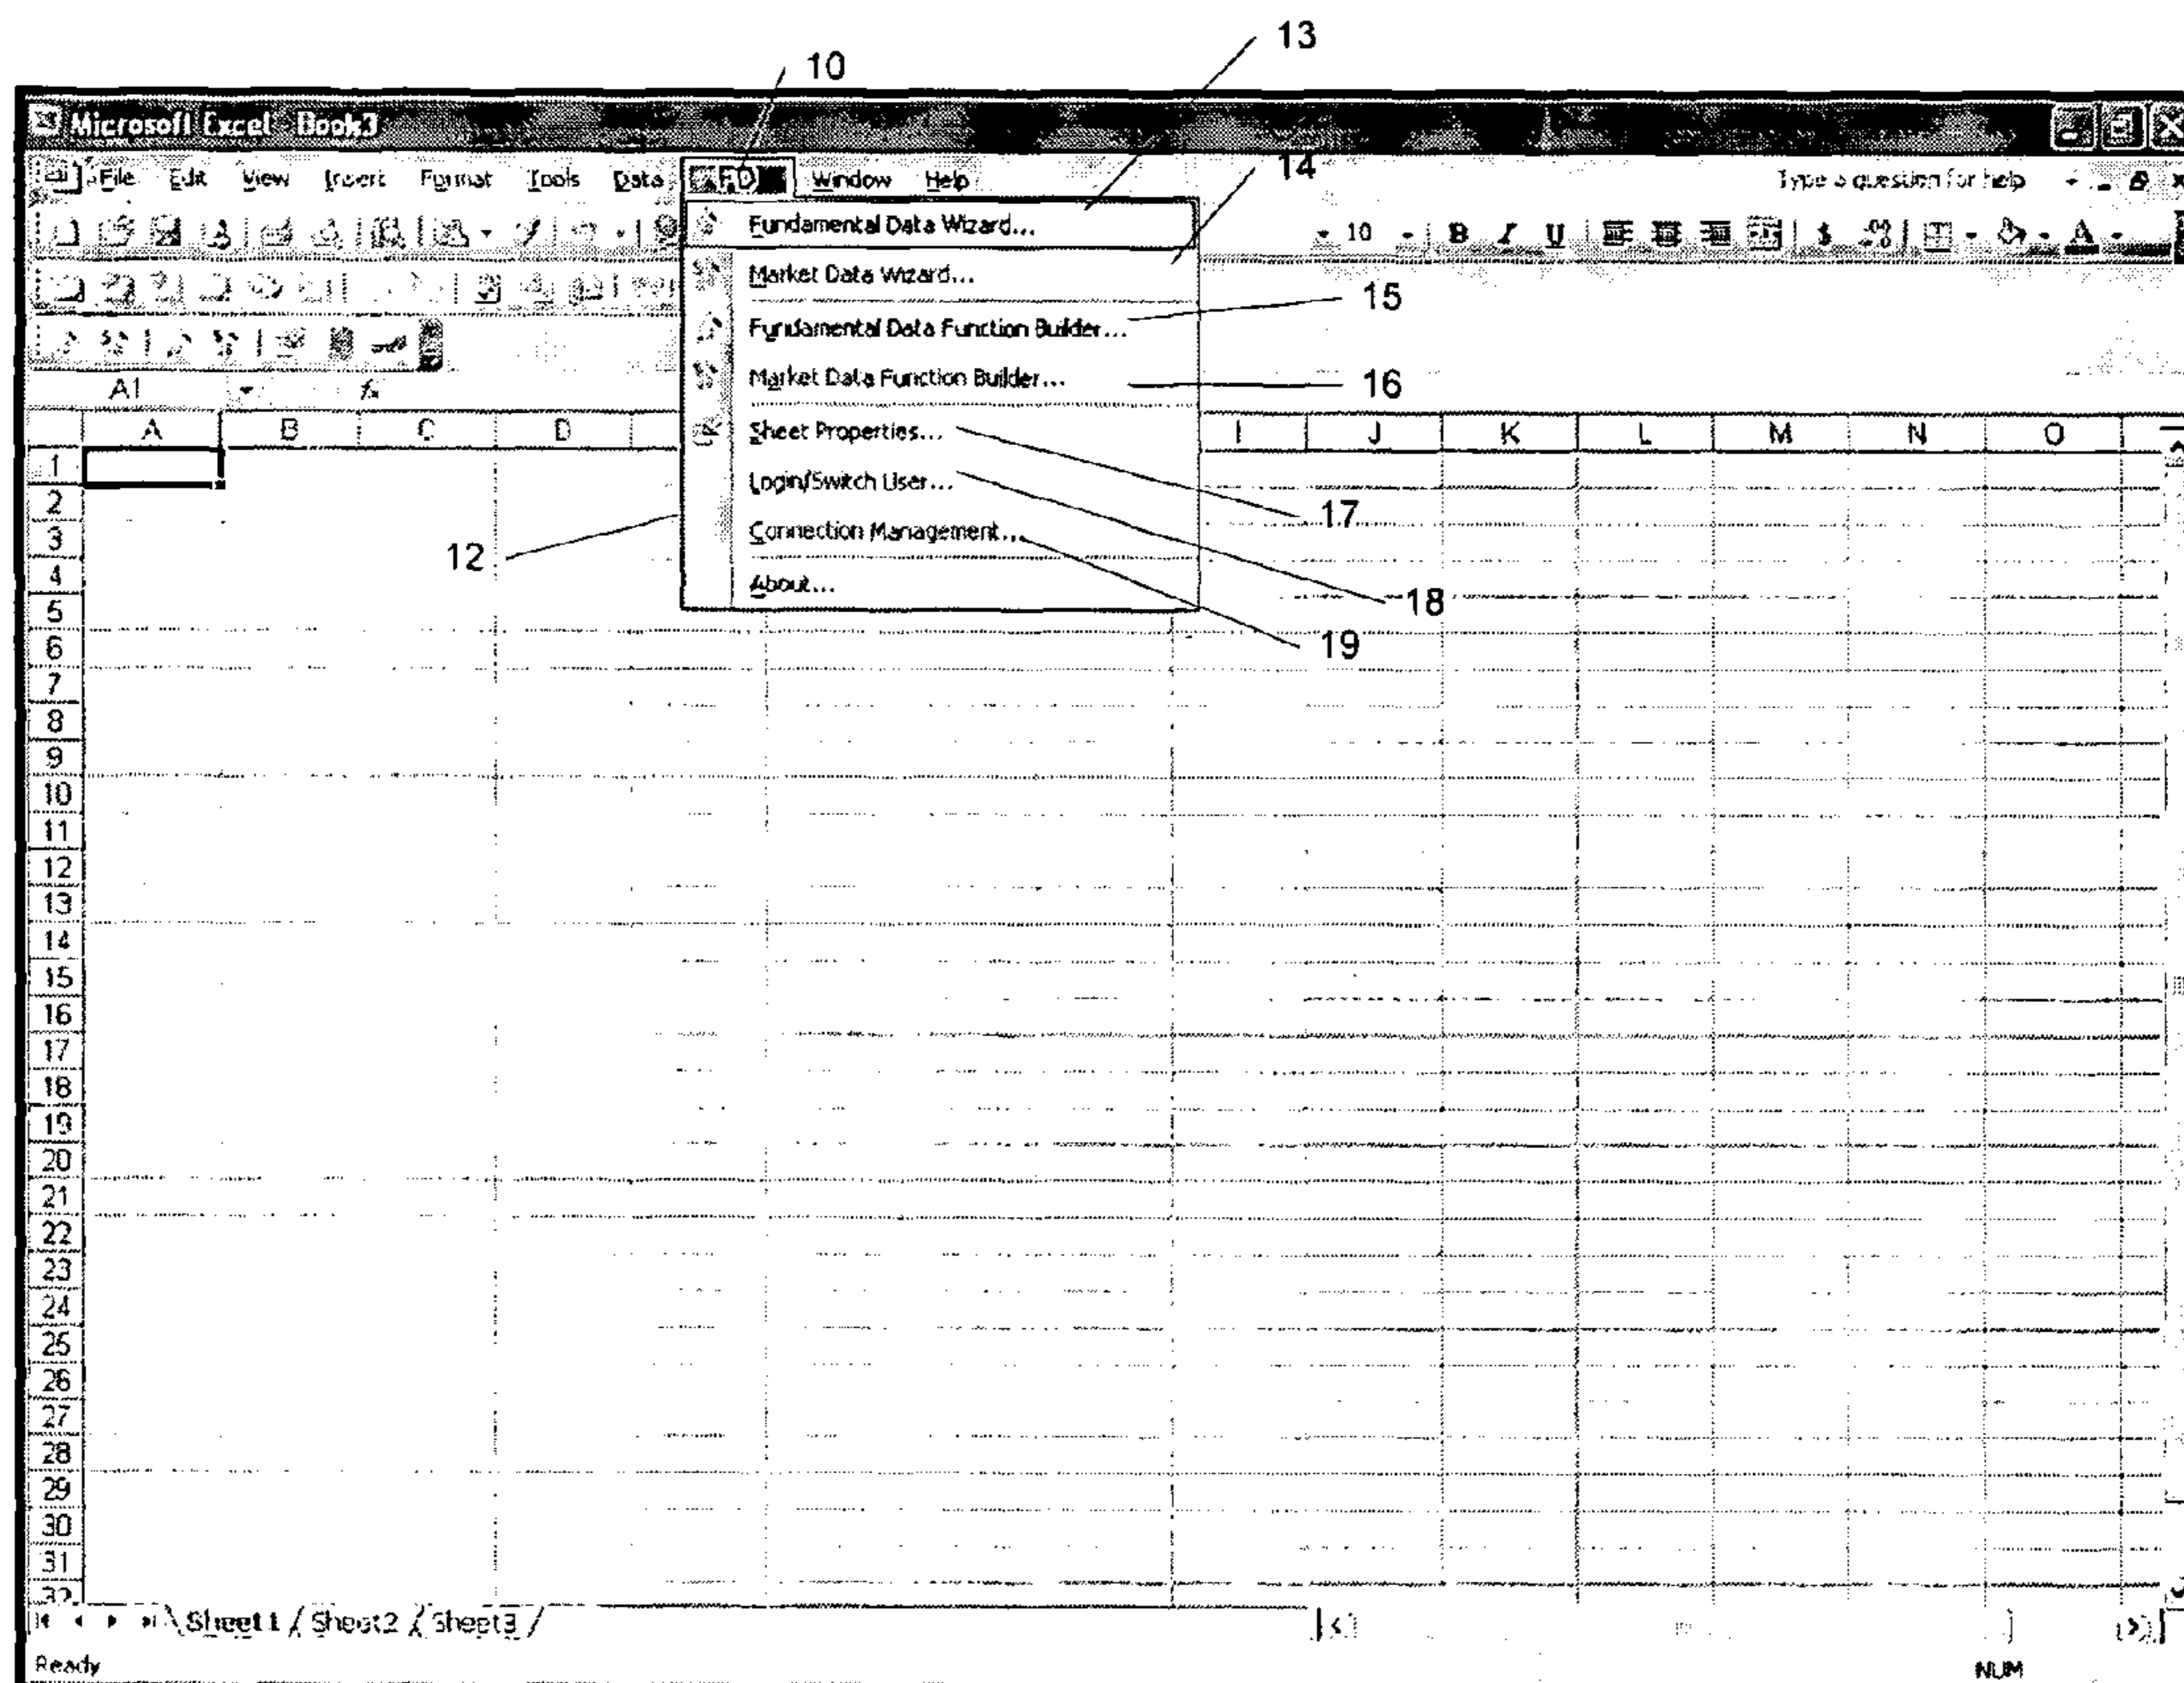 13
10
Microsoft Excel - Book3
File Edit View Insert Format Tools Data FD Window Help Type a question for help
14
Fundamental Data Wizard...
10 B I U $
Market Data Wizard...
15
Fundamental Data Function Builder...
Market Data Function Builder...
16
A1 fx
A B C D I J K L M N O
Sheet Properties...
Login/Switch User...
17
Connection Management...
12
About...
18
19
1
2
3
4
5
6
7
8
9
10
11
12
13
14
15
16
17
18
19
20
21
22
23
24
25
26
27
28
29
30
31
32
Sheet1 / Sheet2 / Sheet3 /
Ready NUM